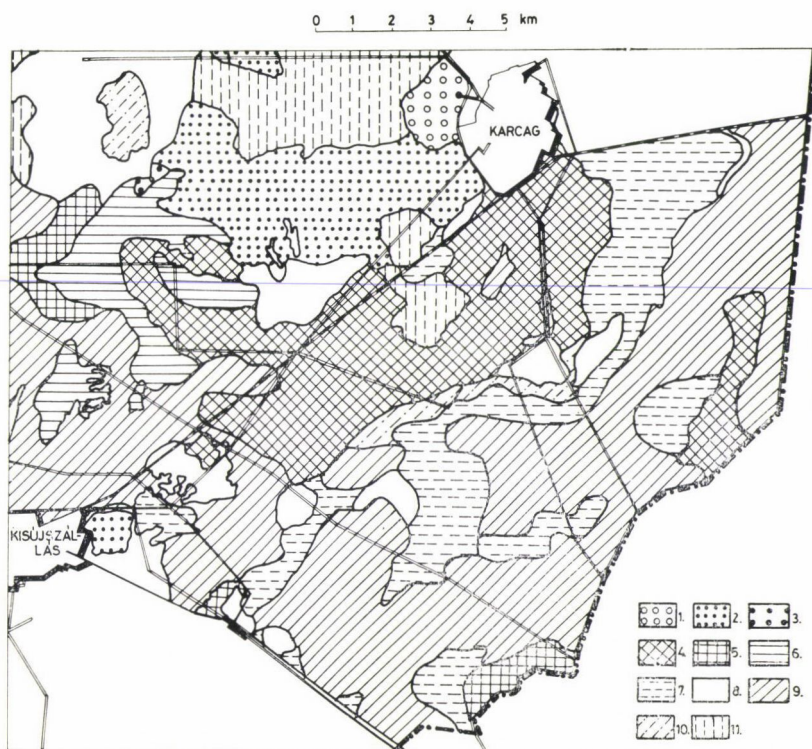 0 1 2 3 4 5 km
KARCAG
KISÚJSZÁL-
LÁS
1. 2. 3.
4. 5. 6.
7. 8. 9.
10. 11.